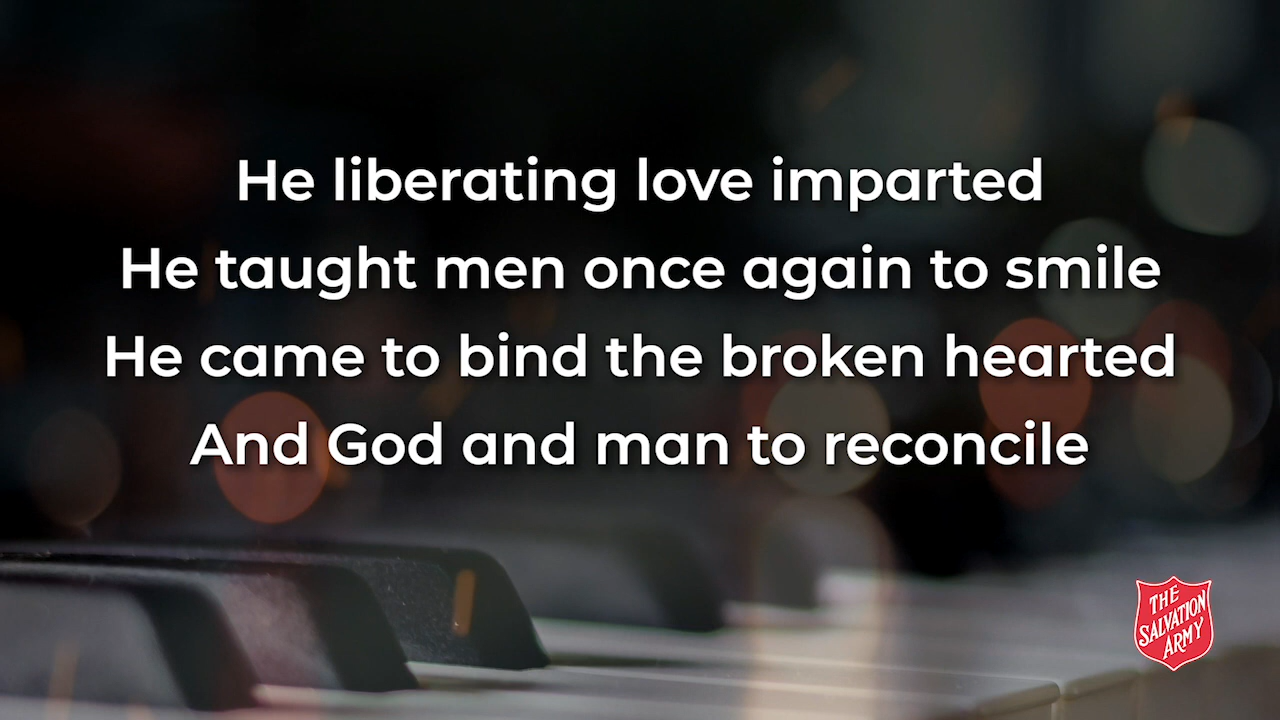 He liberating love imparted
He taught men once again to smile
He came to bind the broken hearted
And God and man to reconcile
THE
SALVATION
ARMY